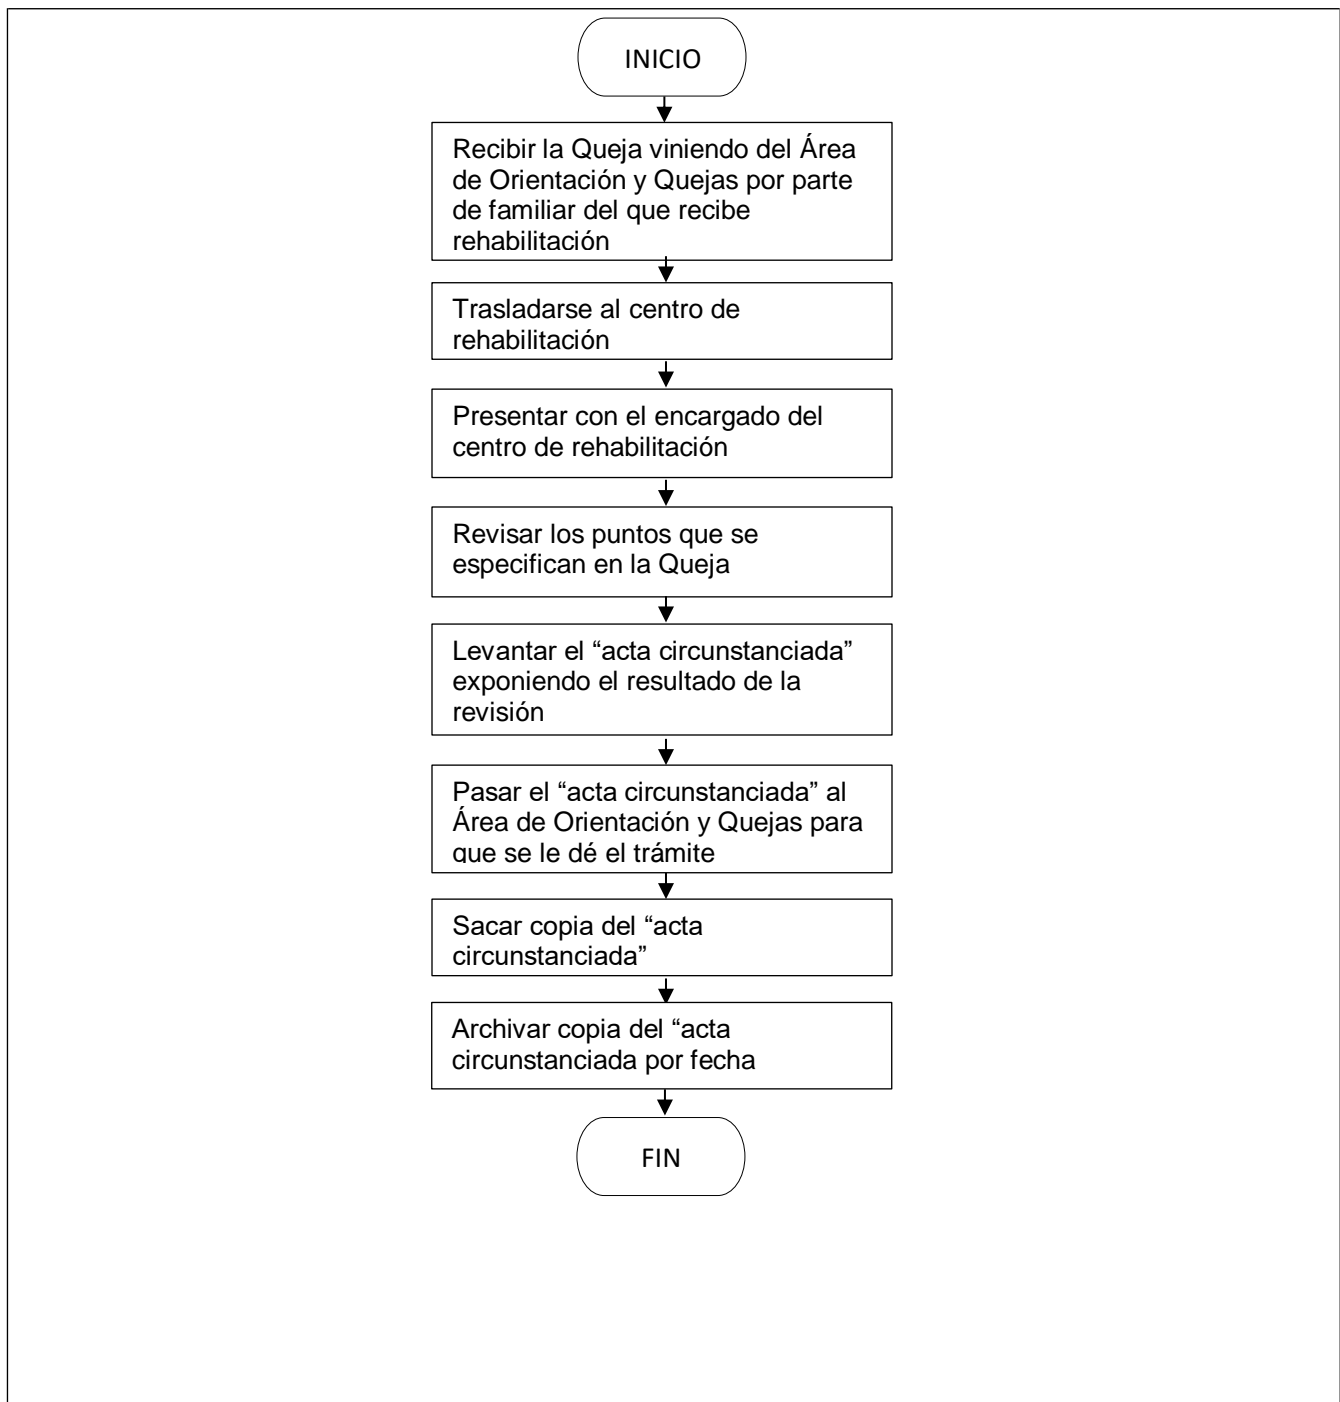 INICIO
Recibir la Queja viniendo del Área
de Orientación y Quejas por parte
de familiar del que recibe
rehabilitación
Trasladarse al centro de
rehabilitación
Presentar con el encargado del
centro de rehabilitación
Revisar los puntos que se
especifican en la Queja
Levantar el “acta circunstanciada”
exponiendo el resultado de la
revisión
Pasar el “acta circunstanciada” al
Área de Orientación y Quejas para
que se le dé el trámite
Sacar copia del “acta
circunstanciada”
Archivar copia del “acta
circunstanciada por fecha
FIN